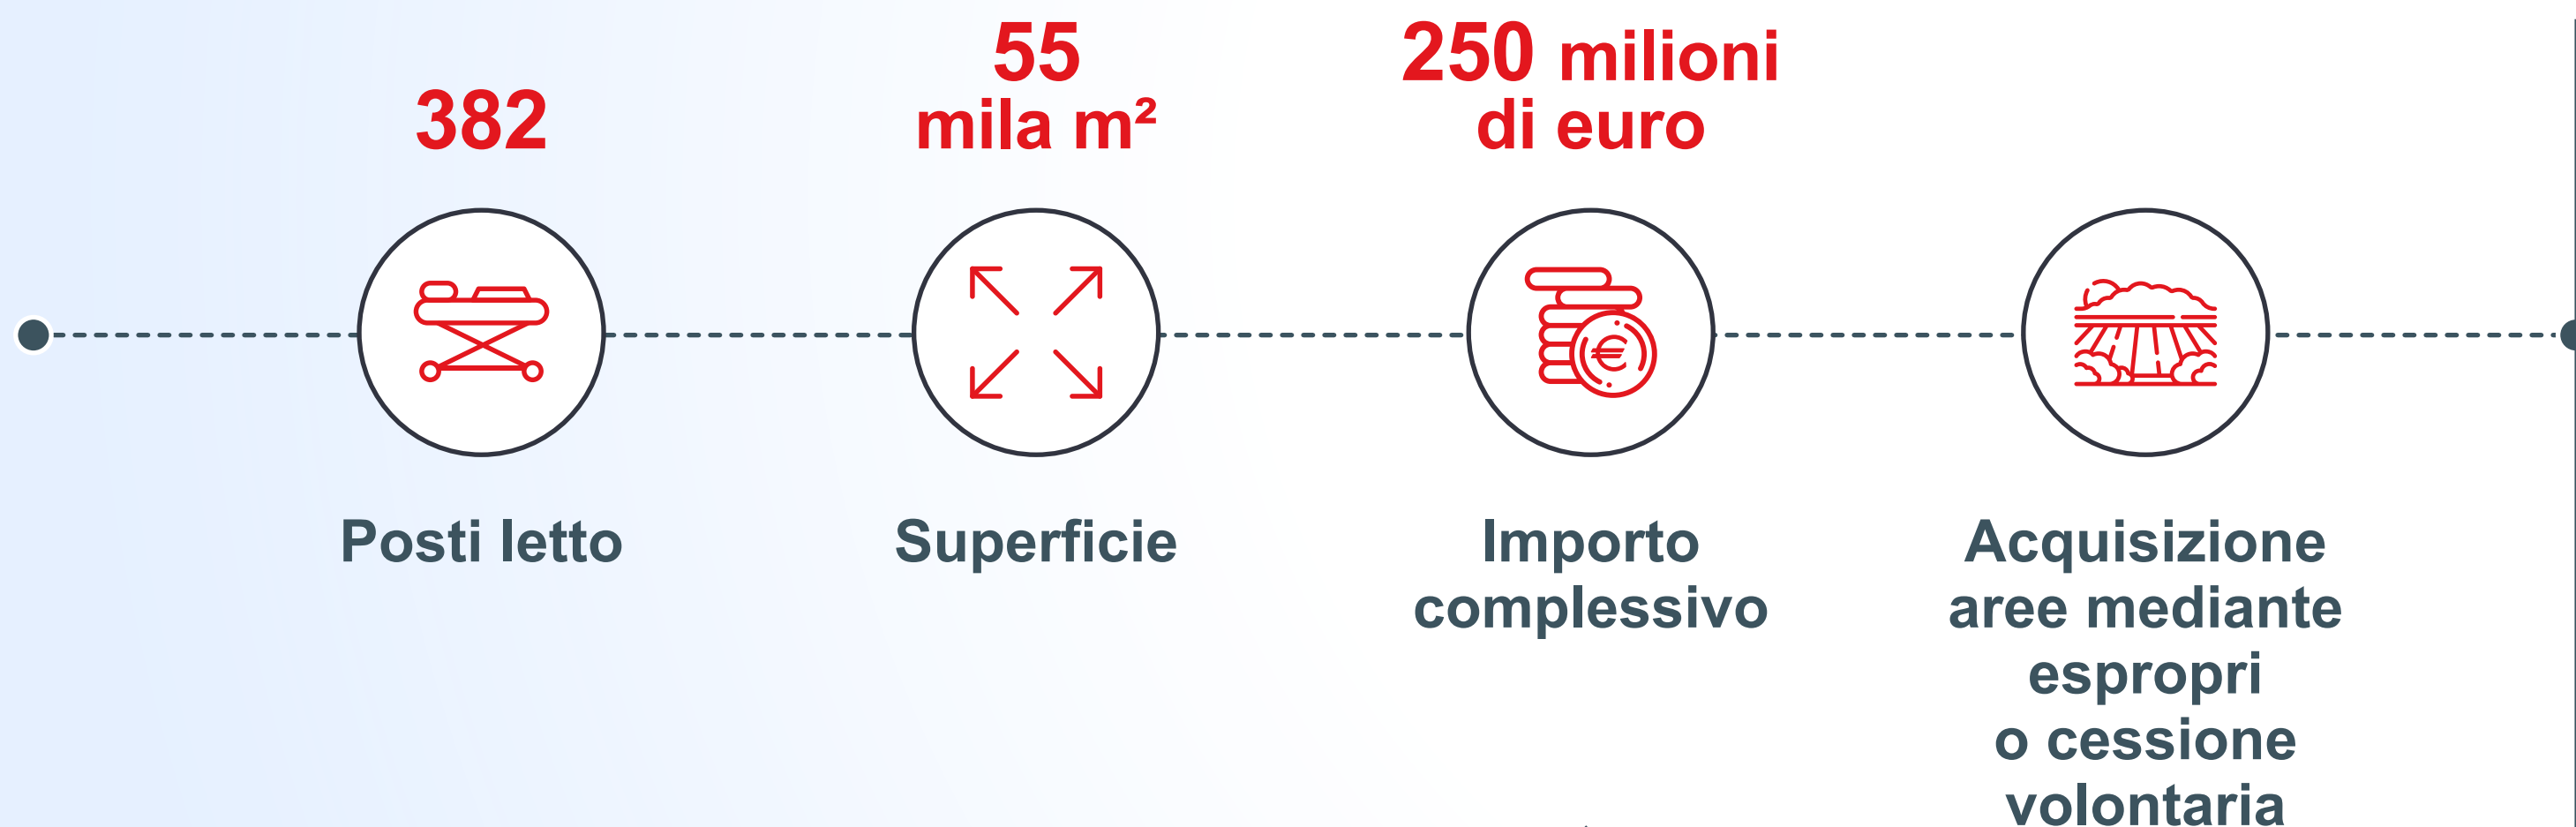 382
Posti letto
55
mila m²
Superficie
250 milioni
di euro
Importo
complessivo
Acquisizione
aree mediante
espropri
o cessione
volontaria